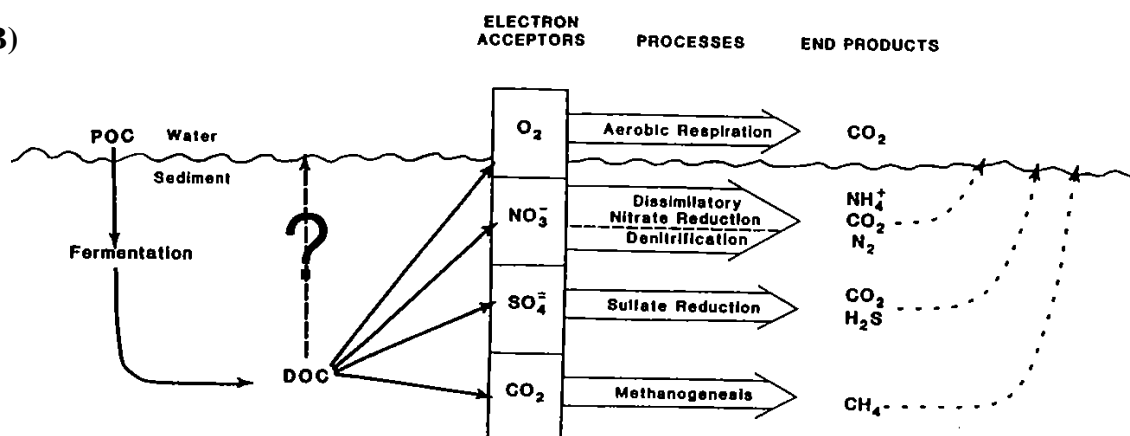 B)
ELECTRON
ACCEPTORS
PROCESSES
END PRODUCTS
POC
Water
Sediment
Fermentation
?
DOC
O₂
Aerobic Respiration
CO₂
NO₃⁻
Dissimilatory
Nitrate Reduction
Denitrification
NH₄⁺
CO₂
N₂
SO₄⁼
Sulfate Reduction
CO₂
H₂S
CO₂
Methanogenesis
CH₄